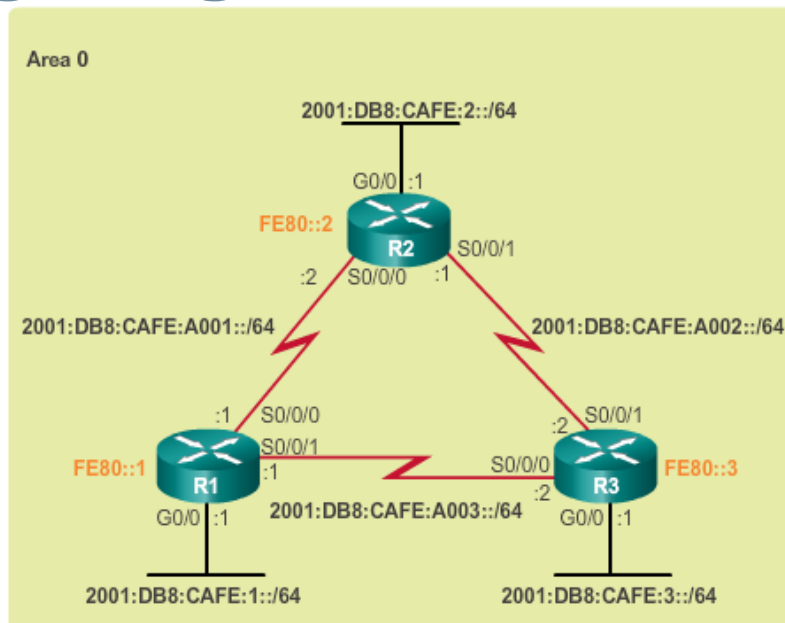 Area 0
2001:DB8:CAFE:2::/64
G0/0 :1
FE80::2
R2
S0/0/1
:2 S0/0/0 :1
2001:DB8:CAFE:A001::/64
2001:DB8:CAFE:A002::/64
:1 S0/0/0
S0/0/1
:2
S0/0/1
FE80::1
R1
:1
S0/0/0
:2
R3
FE80::3
G0/0 :1
2001:DB8:CAFE:A003::/64
G0/0 :1
2001:DB8:CAFE:1::/64
2001:DB8:CAFE:3::/64